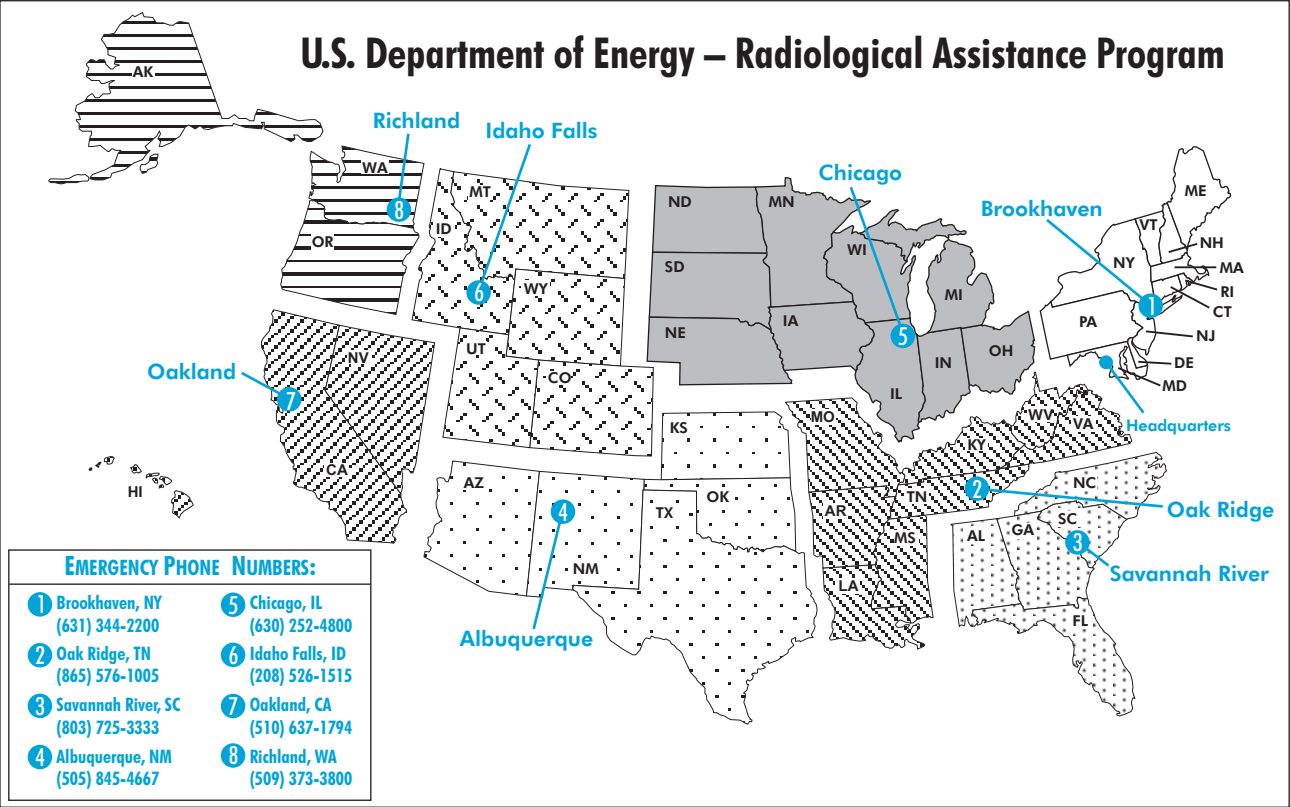 U.S. Department of Energy – Radiological Assistance Program
AK
Richland
Idaho Falls
Chicago
Brookhaven
WA
8
OR
MT
ID
6
WY
UT
CO
ND
SD
NE
MN
WI
IA
MI
5
IL
IN
OH
ME
VT
NH
NY
MA
RI
CT
1
PA
NJ
DE
MD
Headquarters
Oakland
7
NV
CA
HI
AZ
4
NM
Albuquerque
KS
OK
TX
MO
AR
LA
MS
KY
TN
WV
VA
2
Oak Ridge
NC
SC
3
Savannah River
AL
GA
FL
EMERGENCY PHONE NUMBERS:
1 Brookhaven, NY
(631) 344-2200
2 Oak Ridge, TN
(865) 576-1005
3 Savannah River, SC
(803) 725-3333
4 Albuquerque, NM
(505) 845-4667
5 Chicago, IL
(630) 252-4800
6 Idaho Falls, ID
(208) 526-1515
7 Oakland, CA
(510) 637-1794
8 Richland, WA
(509) 373-3800